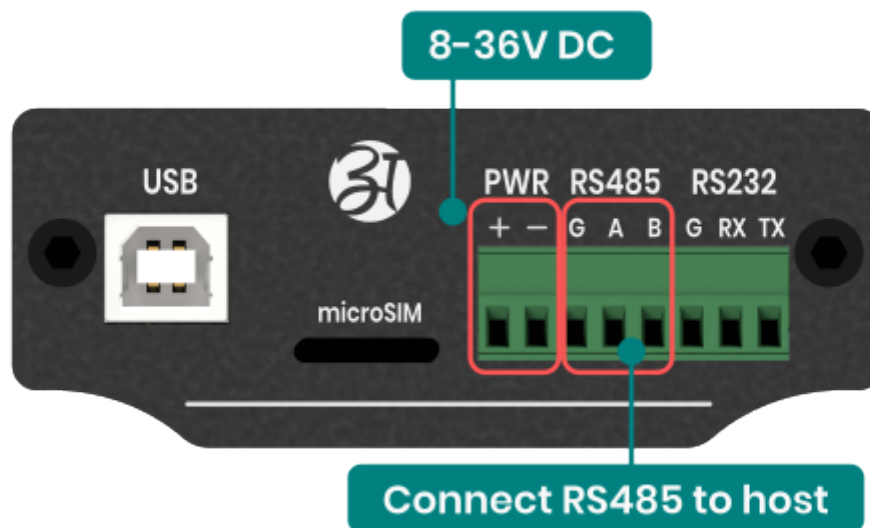 8-36V DC
USB
अ
PWR RS485 RS232
+ − G A B G RX TX
microSIM
Connect RS485 to host